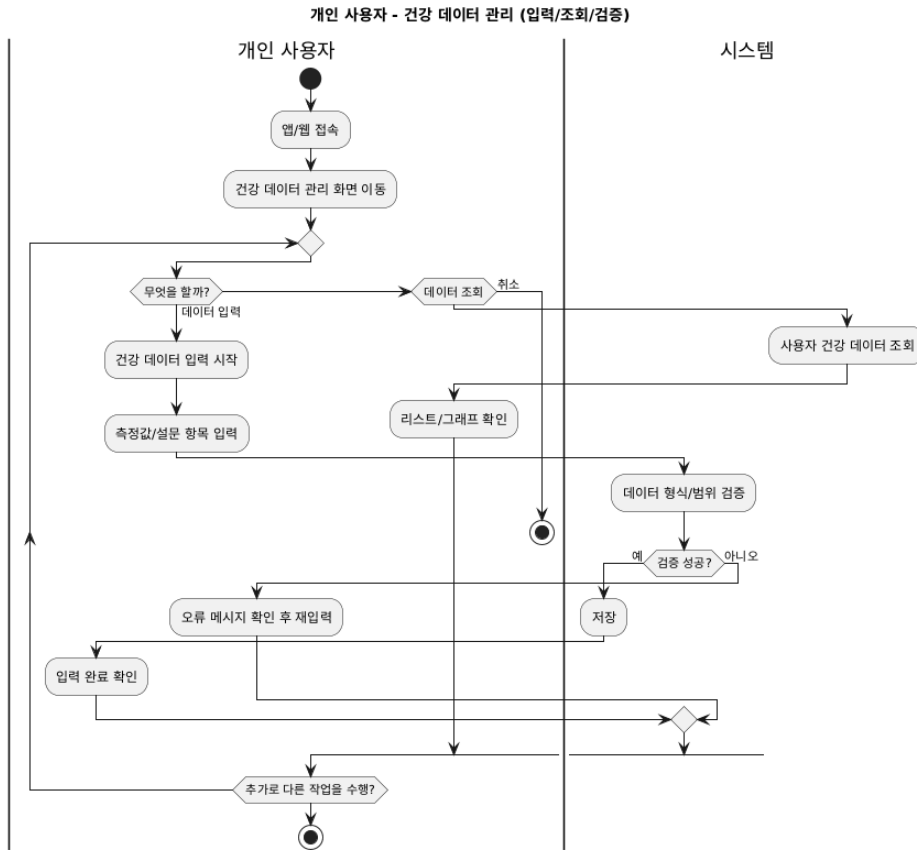 개인 사용자 - 건강 데이터 관리 (입력/조회/검증)
개인 사용자
시스템
앱/웹 접속
건강 데이터 관리 화면 이동
무엇을 할까?
데이터 조회
취소
데이터 입력
사용자 건강 데이터 조회
건강 데이터 입력 시작
리스트/그래프 확인
측정값/설문 항목 입력
데이터 형식/범위 검증
예
검증 성공?
아니오
오류 메시지 확인 후 재입력
저장
입력 완료 확인
추가로 다른 작업을 수행?